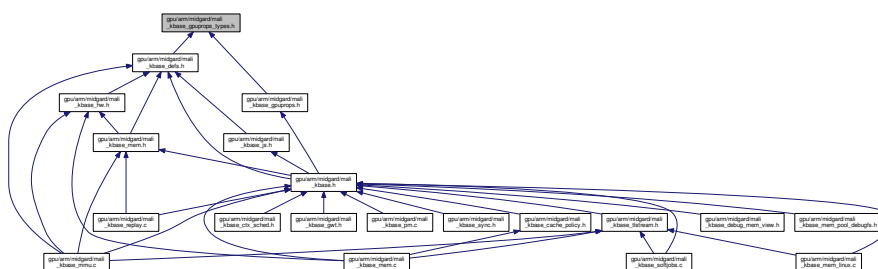 gpu/arm/midgard/mali
_kbase_gpuprops_types.h
gpu/arm/midgard/mali
_kbase_defs.h
gpu/arm/midgard/mali
_kbase_hw.h
gpu/arm/midgard/mali
_kbase_gpuprops.h
gpu/arm/midgard/mali
_kbase_mem.h
gpu/arm/midgard/mali
_kbase_js.h
gpu/arm/midgard/mali
_kbase.h
gpu/arm/midgard/mali
_kbase_replay.c
gpu/arm/midgard/mali
_kbase_ctx_sched.h
gpu/arm/midgard/mali
_kbase_gwt.h
gpu/arm/midgard/mali
_kbase_pm.c
gpu/arm/midgard/mali
_kbase_sync.h
gpu/arm/midgard/mali
_kbase_cache_policy.h
gpu/arm/midgard/mali
_kbase_tlstream.h
gpu/arm/midgard/mali
_kbase_debug_mem_view.h
gpu/arm/midgard/mali
_kbase_mem_pool_debugfs.h
gpu/arm/midgard/mali
_kbase_mmu.c
gpu/arm/midgard/mali
_kbase_mem.c
gpu/arm/midgard/mali
_kbase_softjobs.c
gpu/arm/midgard/mali
_kbase_mem_linux.c